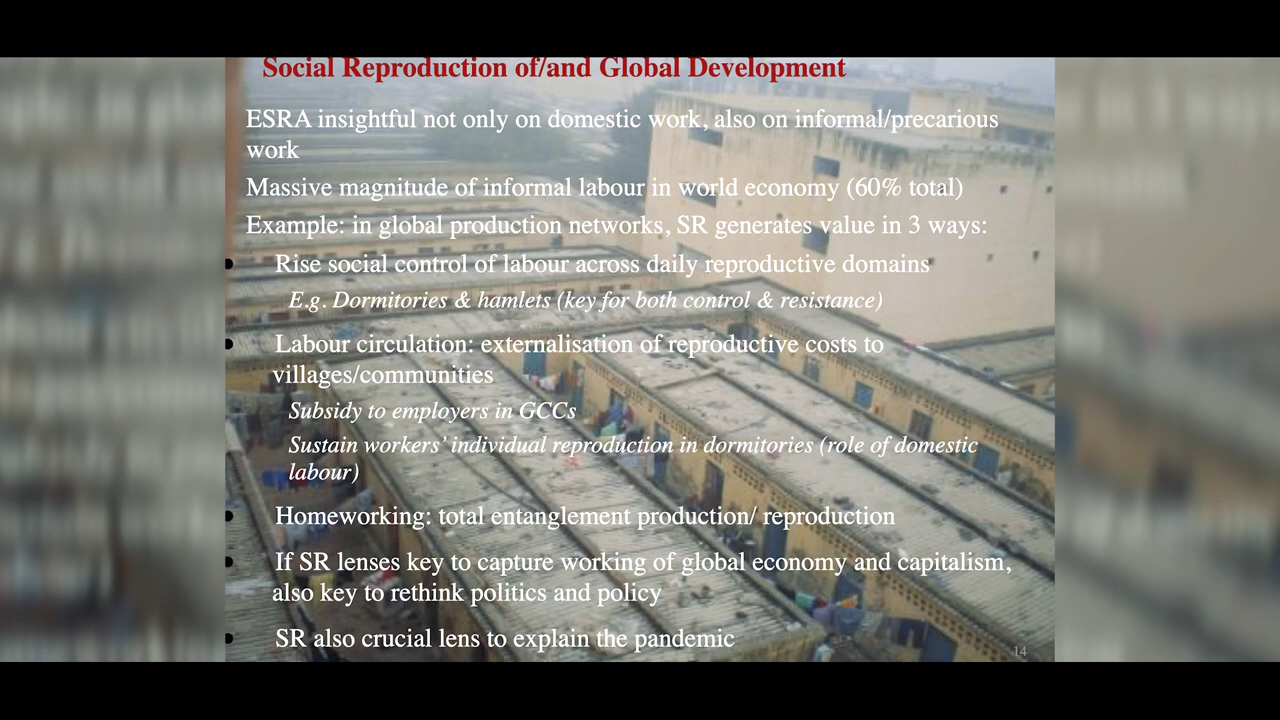 Social Reproduction of/and Global Development
ESRA insightful not only on domestic work, also on informal/precarious
work
Massive magnitude of informal labour in world economy (60% total)
Example: in global production networks, SR generates value in 3 ways:
Rise social control of labour across daily reproductive domains
E.g. Dormitories & hamlets (key for both control & resistance)
Labour circulation: externalisation of reproductive costs to
villages/communities
Subsidy to employers in GCCs
Sustain workers’ individual reproduction in dormitories (role of domestic
labour)
Homeworking: total entanglement production/ reproduction
If SR lenses key to capture working of global economy and capitalism,
also key to rethink politics and policy
SR also crucial lens to explain the pandemic
14